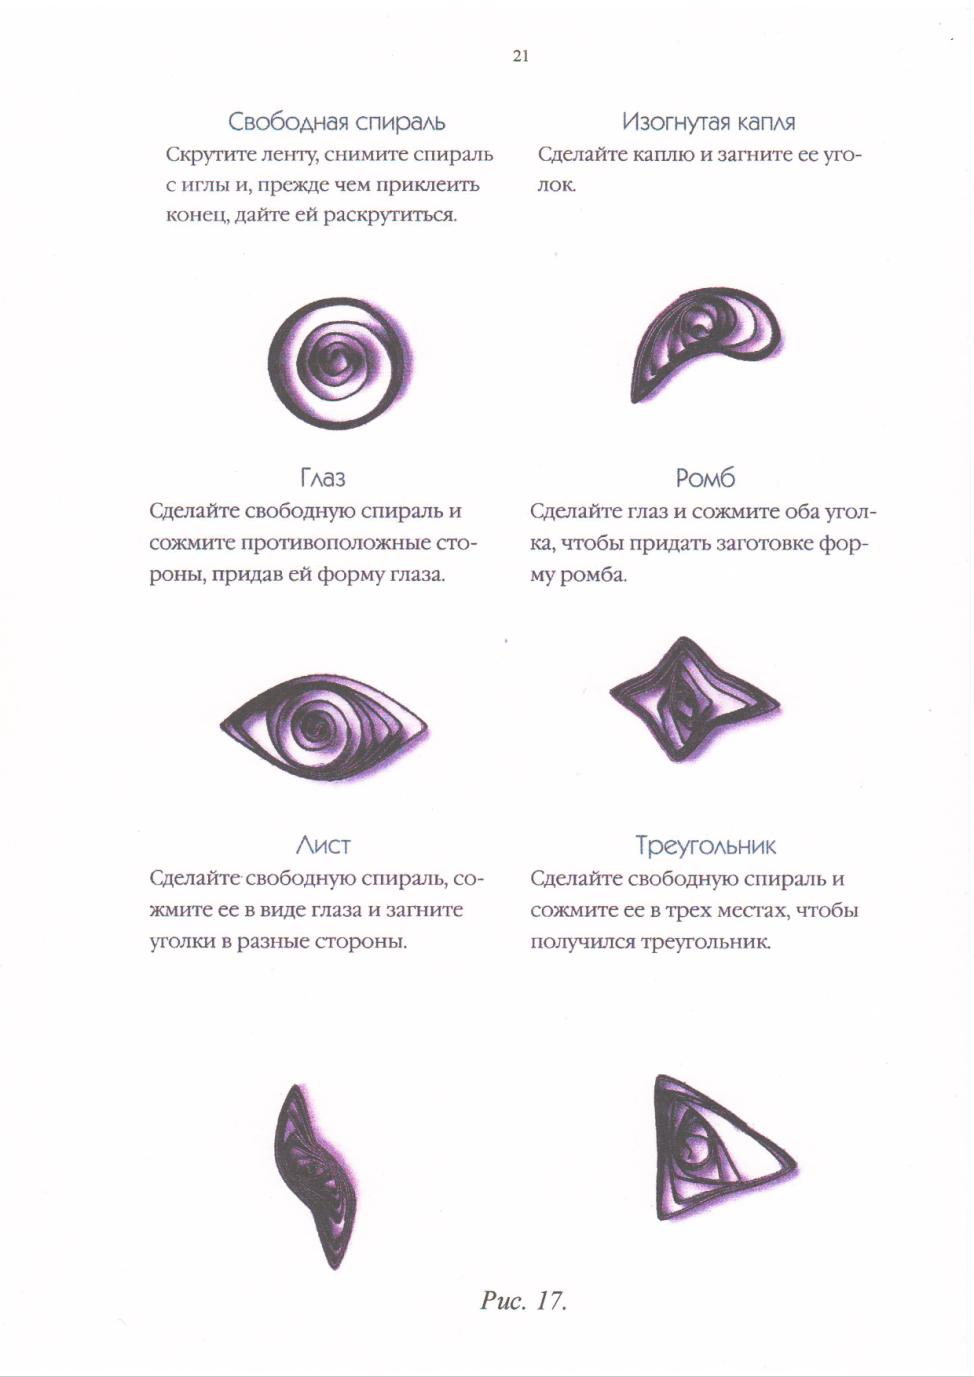 21
Свободная спираль
Скрутите ленту, снимите спираль
с иглы и, прежде чем приклеить
конец, дайте ей раскрутиться.
Изогнутая капля
Сделайте каплю и загните ее уго-
лок.
Глаз
Сделайте свободную спираль и
сожмите противоположные сто-
роны, придав ей форму глаза.
Ромб
Сделайте глаз и сожмите оба угол-
ка, чтобы придать заготовке фор-
му ромба.
Лист
Сделайте свободную спираль, со-
жмите ее в виде глаза и загните
уголки в разные стороны.
Треугольник
Сделайте свободную спираль и
сожмите ее в трех местах, чтобы
получился треугольник.
Рис. 17.